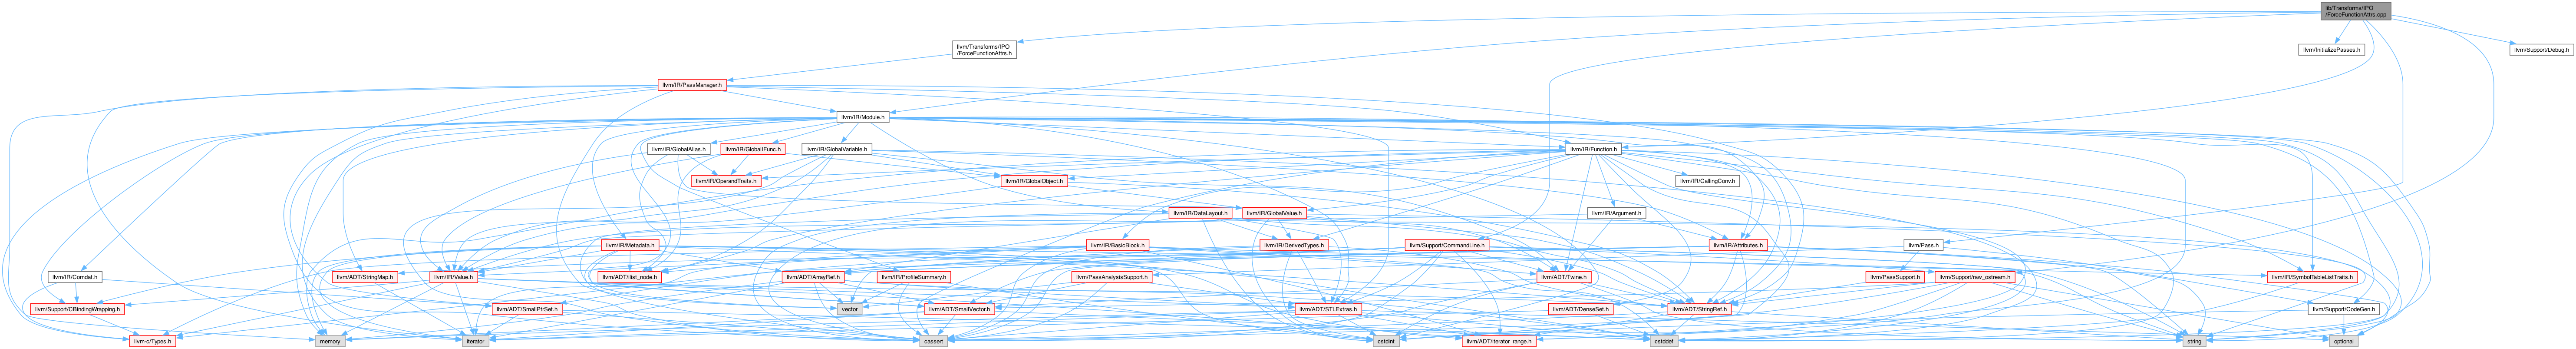 lib/Transforms/IPO
/ForceFunctionAttrs.cpp
llvm/Transforms/IPO
/ForceFunctionAttrs.h
llvm/InitializePasses.h
llvm/Support/Debug.h
llvm/IR/PassManager.h
llvm/IR/Module.h
llvm/IR/GlobalAlias.h
llvm/IR/GlobalIFunc.h
llvm/IR/GlobalVariable.h
llvm/IR/Function.h
llvm/IR/OperandTraits.h
llvm/IR/GlobalObject.h
llvm/IR/CallingConv.h
llvm/IR/DataLayout.h
llvm/IR/GlobalValue.h
llvm/IR/Argument.h
llvm/IR/Metadata.h
llvm/IR/BasicBlock.h
llvm/IR/DerivedTypes.h
llvm/Support/CommandLine.h
llvm/IR/Attributes.h
llvm/Pass.h
llvm/IR/Comdat.h
llvm/ADT/StringMap.h
llvm/IR/Value.h
llvm/ADT/ilist_node.h
llvm/ADT/ArrayRef.h
llvm/IR/ProfileSummary.h
llvm/PassAnalysisSupport.h
llvm/ADT/Twine.h
llvm/PassSupport.h
llvm/Support/raw_ostream.h
llvm/IR/SymbolTableListTraits.h
llvm/Support/CBindingWrapping.h
llvm/ADT/SmallPtrSet.h
vector
llvm/ADT/SmallVector.h
llvm/ADT/STLExtras.h
llvm/ADT/DenseSet.h
llvm/ADT/StringRef.h
llvm/Support/CodeGen.h
llvm-c/Types.h
memory
iterator
cassert
cstdint
llvm/ADT/iterator_range.h
cstddef
string
optional